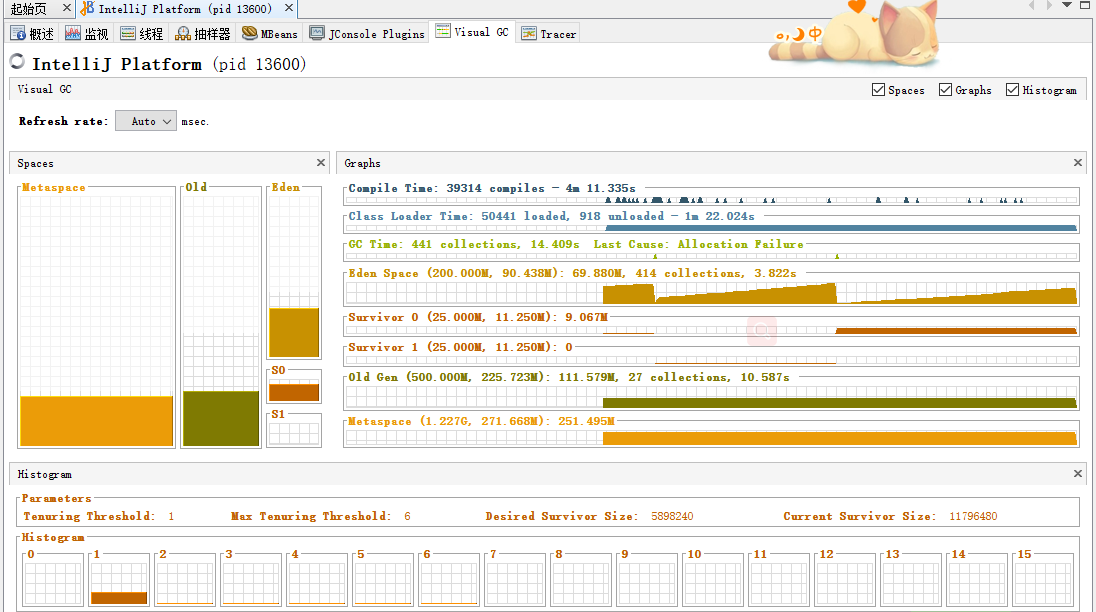 起始页 IntelliJ Platform (pid 13600)
概述 监视 线程 抽样器 MBeans JConsole Plugins Visual GC Tracer
中
IntelliJ Platform (pid 13600)
Visual GC Spaces Graphs Histogram
Refresh rate: Auto msec.
Spaces
Metaspace Old Eden
S0
S1
Graphs
Compile Time: 39314 compiles - 4m 11.335s
Class Loader Time: 50441 loaded, 918 unloaded - 1m 22.024s
GC Time: 441 collections, 14.409s Last Cause: Allocation Failure
Eden Space (200.000M, 90.438M): 69.880M, 414 collections, 3.822s
Survivor 0 (25.000M, 11.250M): 9.067M
Survivor 1 (25.000M, 11.250M): 0
Old Gen (500.000M, 225.723M): 111.579M, 27 collections, 10.587s
Metaspace (1.227G, 271.668M): 251.495M
Histogram
Parameters
Tenuring Threshold: 1 Max Tenuring Threshold: 6 Desired Survivor Size: 5898240 Current Survivor Size: 11796480
Histogram
0 1 2 3 4 5 6 7 8 9 10 11 12 13 14 15